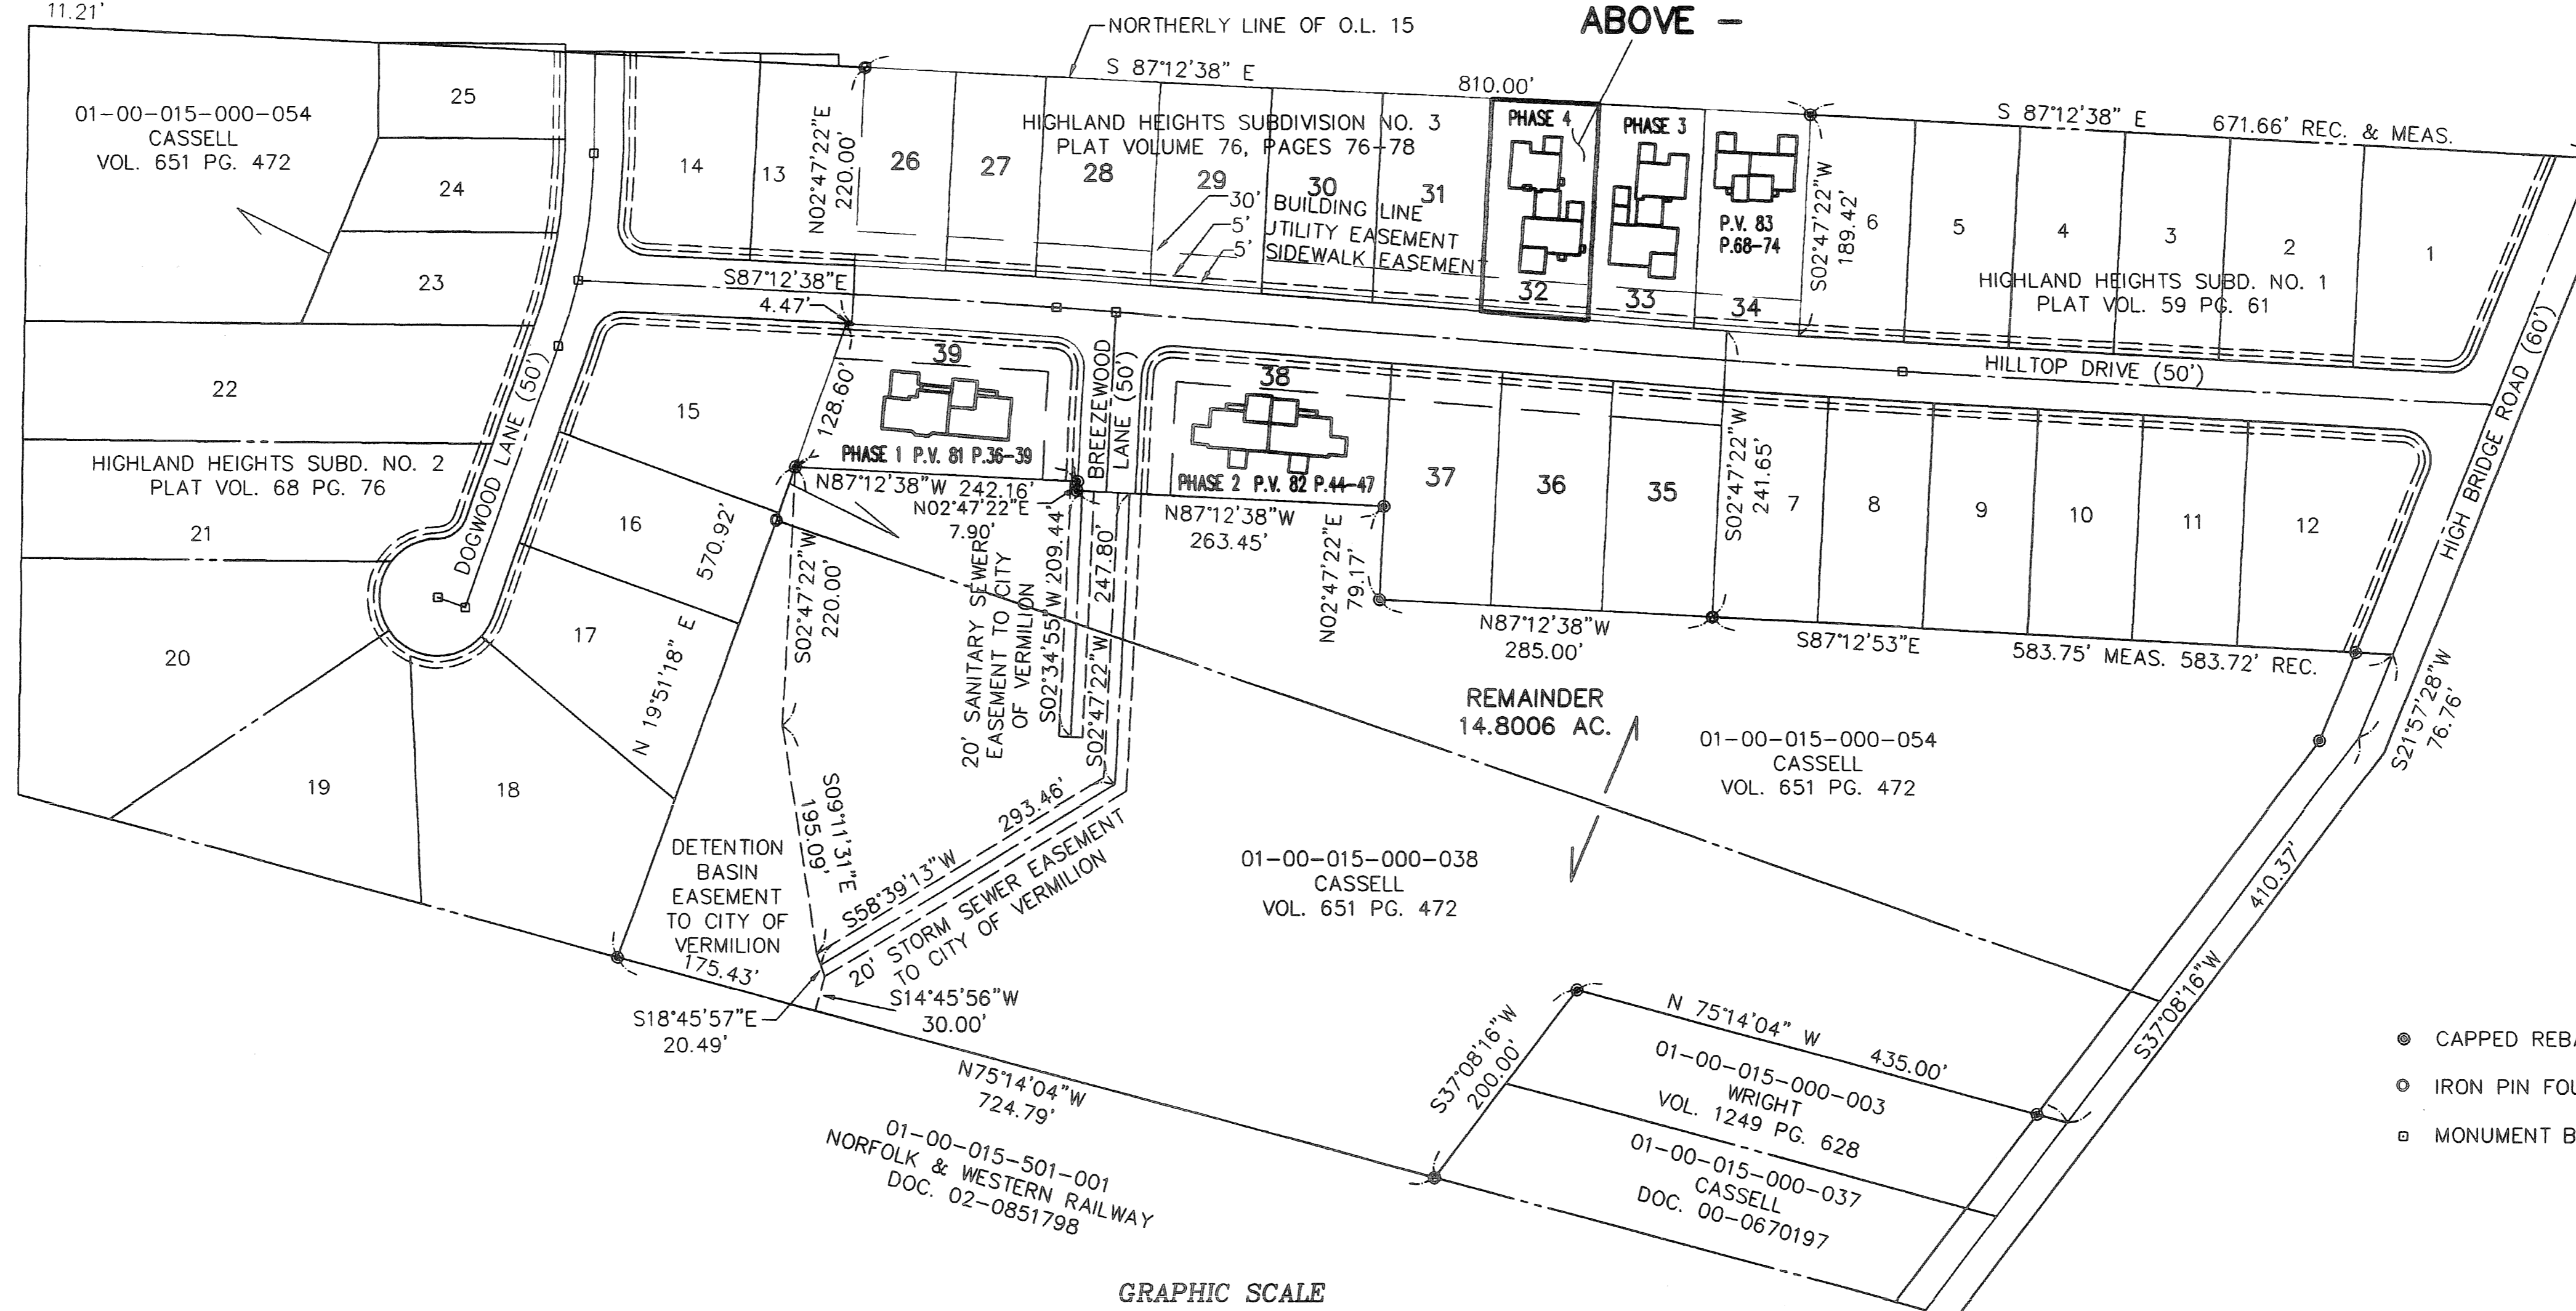 11.21'
NORTHERLY LINE OF O.L. 15
ABOVE -
S 87°12'38" E
810.00'
S 87°12'38" E
671.66' REC. & MEAS.
01-00-015-000-054
CASSELL
VOL. 651 PG. 472
25
24
23
22
HIGHLAND HEIGHTS SUBD. NO. 2
PLAT VOL. 68 PG. 76
21
20
19
18
17
16
15
14
13
DOGWOOD LANE (50')
N02°47'22"E
220.00'
26
27
28
29
30
31
HIGHLAND HEIGHTS SUBDIVISION NO. 3
PLAT VOLUME 76, PAGES 76-78
30' BUILDING LINE
5' UTILITY EASEMENT
5' SIDEWALK EASEMENT
PHASE 4
32
PHASE 3
33
P.V. 83
P.68-74
34
S02°47'22"W
189.42'
6
5
4
3
2
1
HIGHLAND HEIGHTS SUBD. NO. 1
PLAT VOL. 59 PG. 61
HILLTOP DRIVE (50')
HIGH BRIDGE ROAD (60')
S87°12'38"E
4.47'
128.60'
39
PHASE 1 P.V. 81 P.36-39
N87°12'38"W 242.16'
N02°47'22"E
7.90'
BREEZEWOOD
LANE (50')
38
PHASE 2 P.V. 82 P.44-47
N87°12'38"W
263.45'
N02°47'22"E
79.17'
37
36
35
S02°47'22"W
241.65'
7
8
9
10
11
12
N87°12'38"W
285.00'
S87°12'53"E
583.75' MEAS. 583.72' REC.
S21°57'28"W
76.76'
570.92'
N 19°51'18" E
S02°47'22"W
220.00'
20' SANITARY SEWER
EASEMENT TO CITY
OF VERMILION
S02°34'55"W 209.44'
S02°47'22"W 247.80'
S09°11'31"E
195.09'
293.46'
S58°39'13"W
20' STORM SEWER EASEMENT
TO CITY OF VERMILION
DETENTION
BASIN
EASEMENT
TO CITY OF
VERMILION
175.43'
S18°45'57"E
20.49'
S14°45'56"W
30.00'
REMAINDER
14.8006 AC.
01-00-015-000-054
CASSELL
VOL. 651 PG. 472
01-00-015-000-038
CASSELL
VOL. 651 PG. 472
410.37'
S37°08'16"W
N75°14'04"W
724.79'
01-00-015-501-001
NORFOLK & WESTERN RAILWAY
DOC. 02-0851798
S37°08'16"W
200.00'
N 75°14'04" W
435.00'
01-00-015-000-003
WRIGHT
VOL. 1249 PG. 628
01-00-015-000-037
CASSELL
DOC. 00-0670197
CAPPED REBA
IRON PIN FOU
MONUMENT B
GRAPHIC SCALE